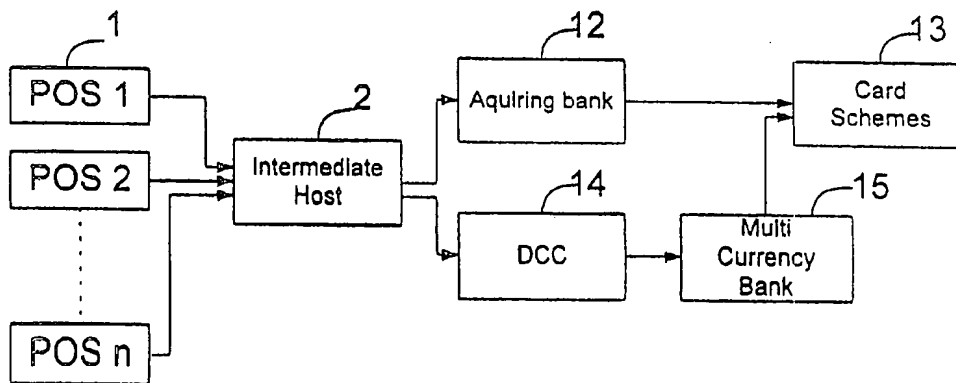 1
POS 1
POS 2
POS n
2
Intermediate
Host
12
Aquiring bank
14
DCC
13
Card
Schemes
15
Multi
Currency
Bank